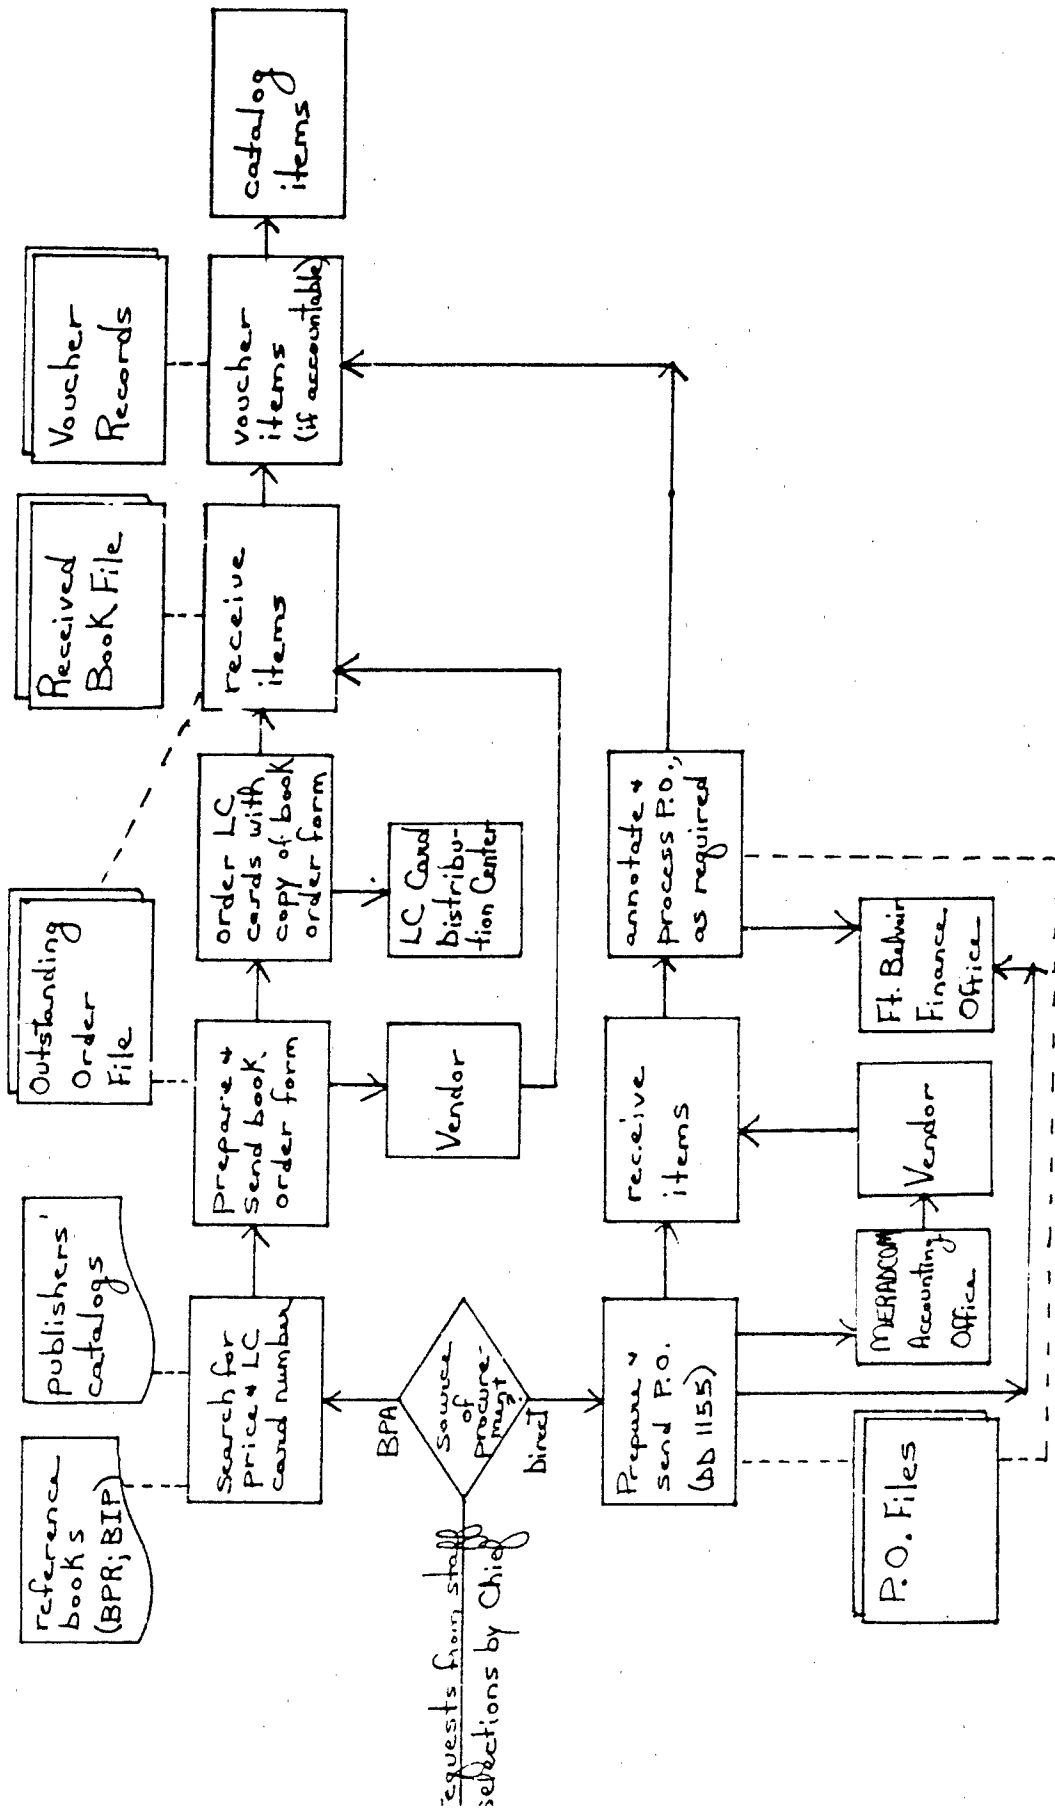 requests from staff
selections by Chief
Source
of
procure-
ment?
BPA
Direct
reference
books
(BPR; BIP)
publishers'
catalogs
Search for
price & LC
card number
Outstanding
Order
File
Prepare &
send book
order form
Vendor
order LC
cards with
copy of book
order form
LC Card
Distribu-
tion Center
Received
Book File
receive
items
Voucher
Records
voucher
items
(if accountable)
catalog
items
Prepare &
send P.O.
(DD 1155)
P.O. Files
MERADCOM
Accounting
Office
Vendor
receive
items
Ft. Belvoir
Finance
Office
annotate &
process P.O.,
as required